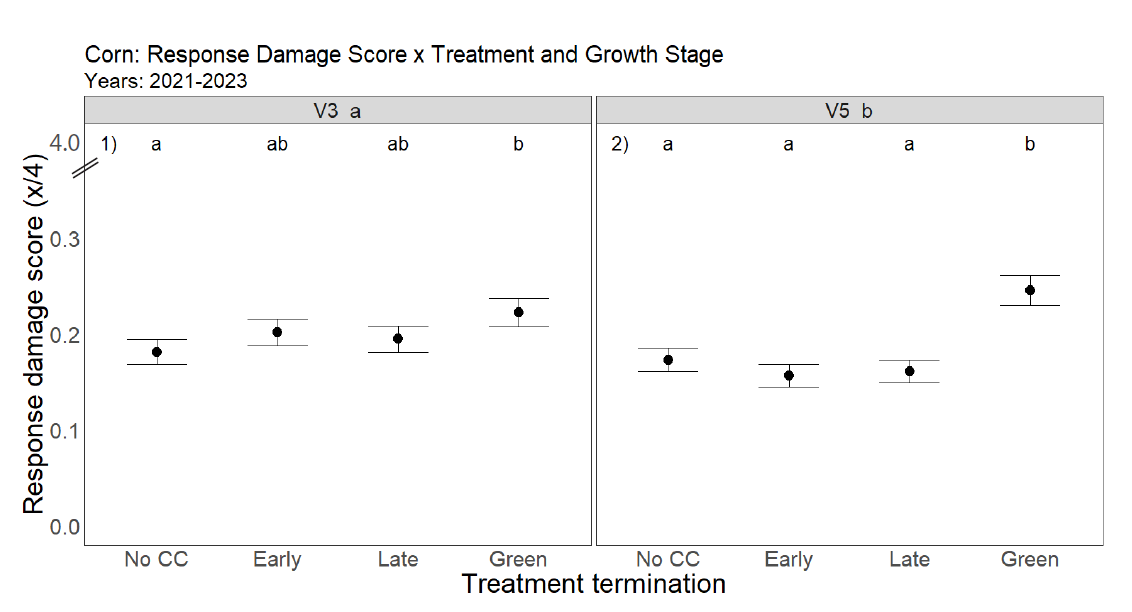 Corn: Response Damage Score x Treatment and Growth Stage
Years: 2021-2023
V3 a
V5 b
4.0
1) a ab ab b
2) a a a b
Response damage score (x/4)
0.3
0.2
0.1
0.0
No CC Early Late Green
No CC Early Late Green
Treatment termination